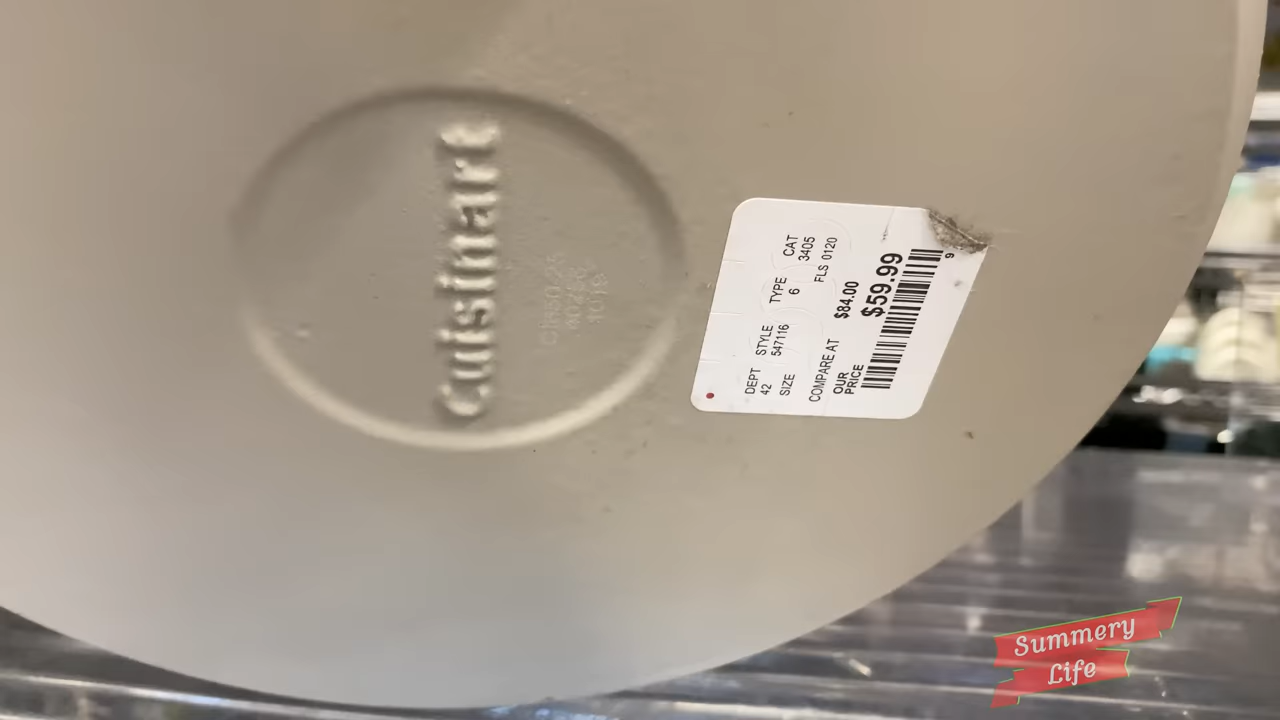 Cuisinart
DEPT STYLE TYPE CAT
42 547116 6 3405
SIZE FLS 0120
COMPARE AT $84.00
OUR PRICE $59.99
9
Summery
Life